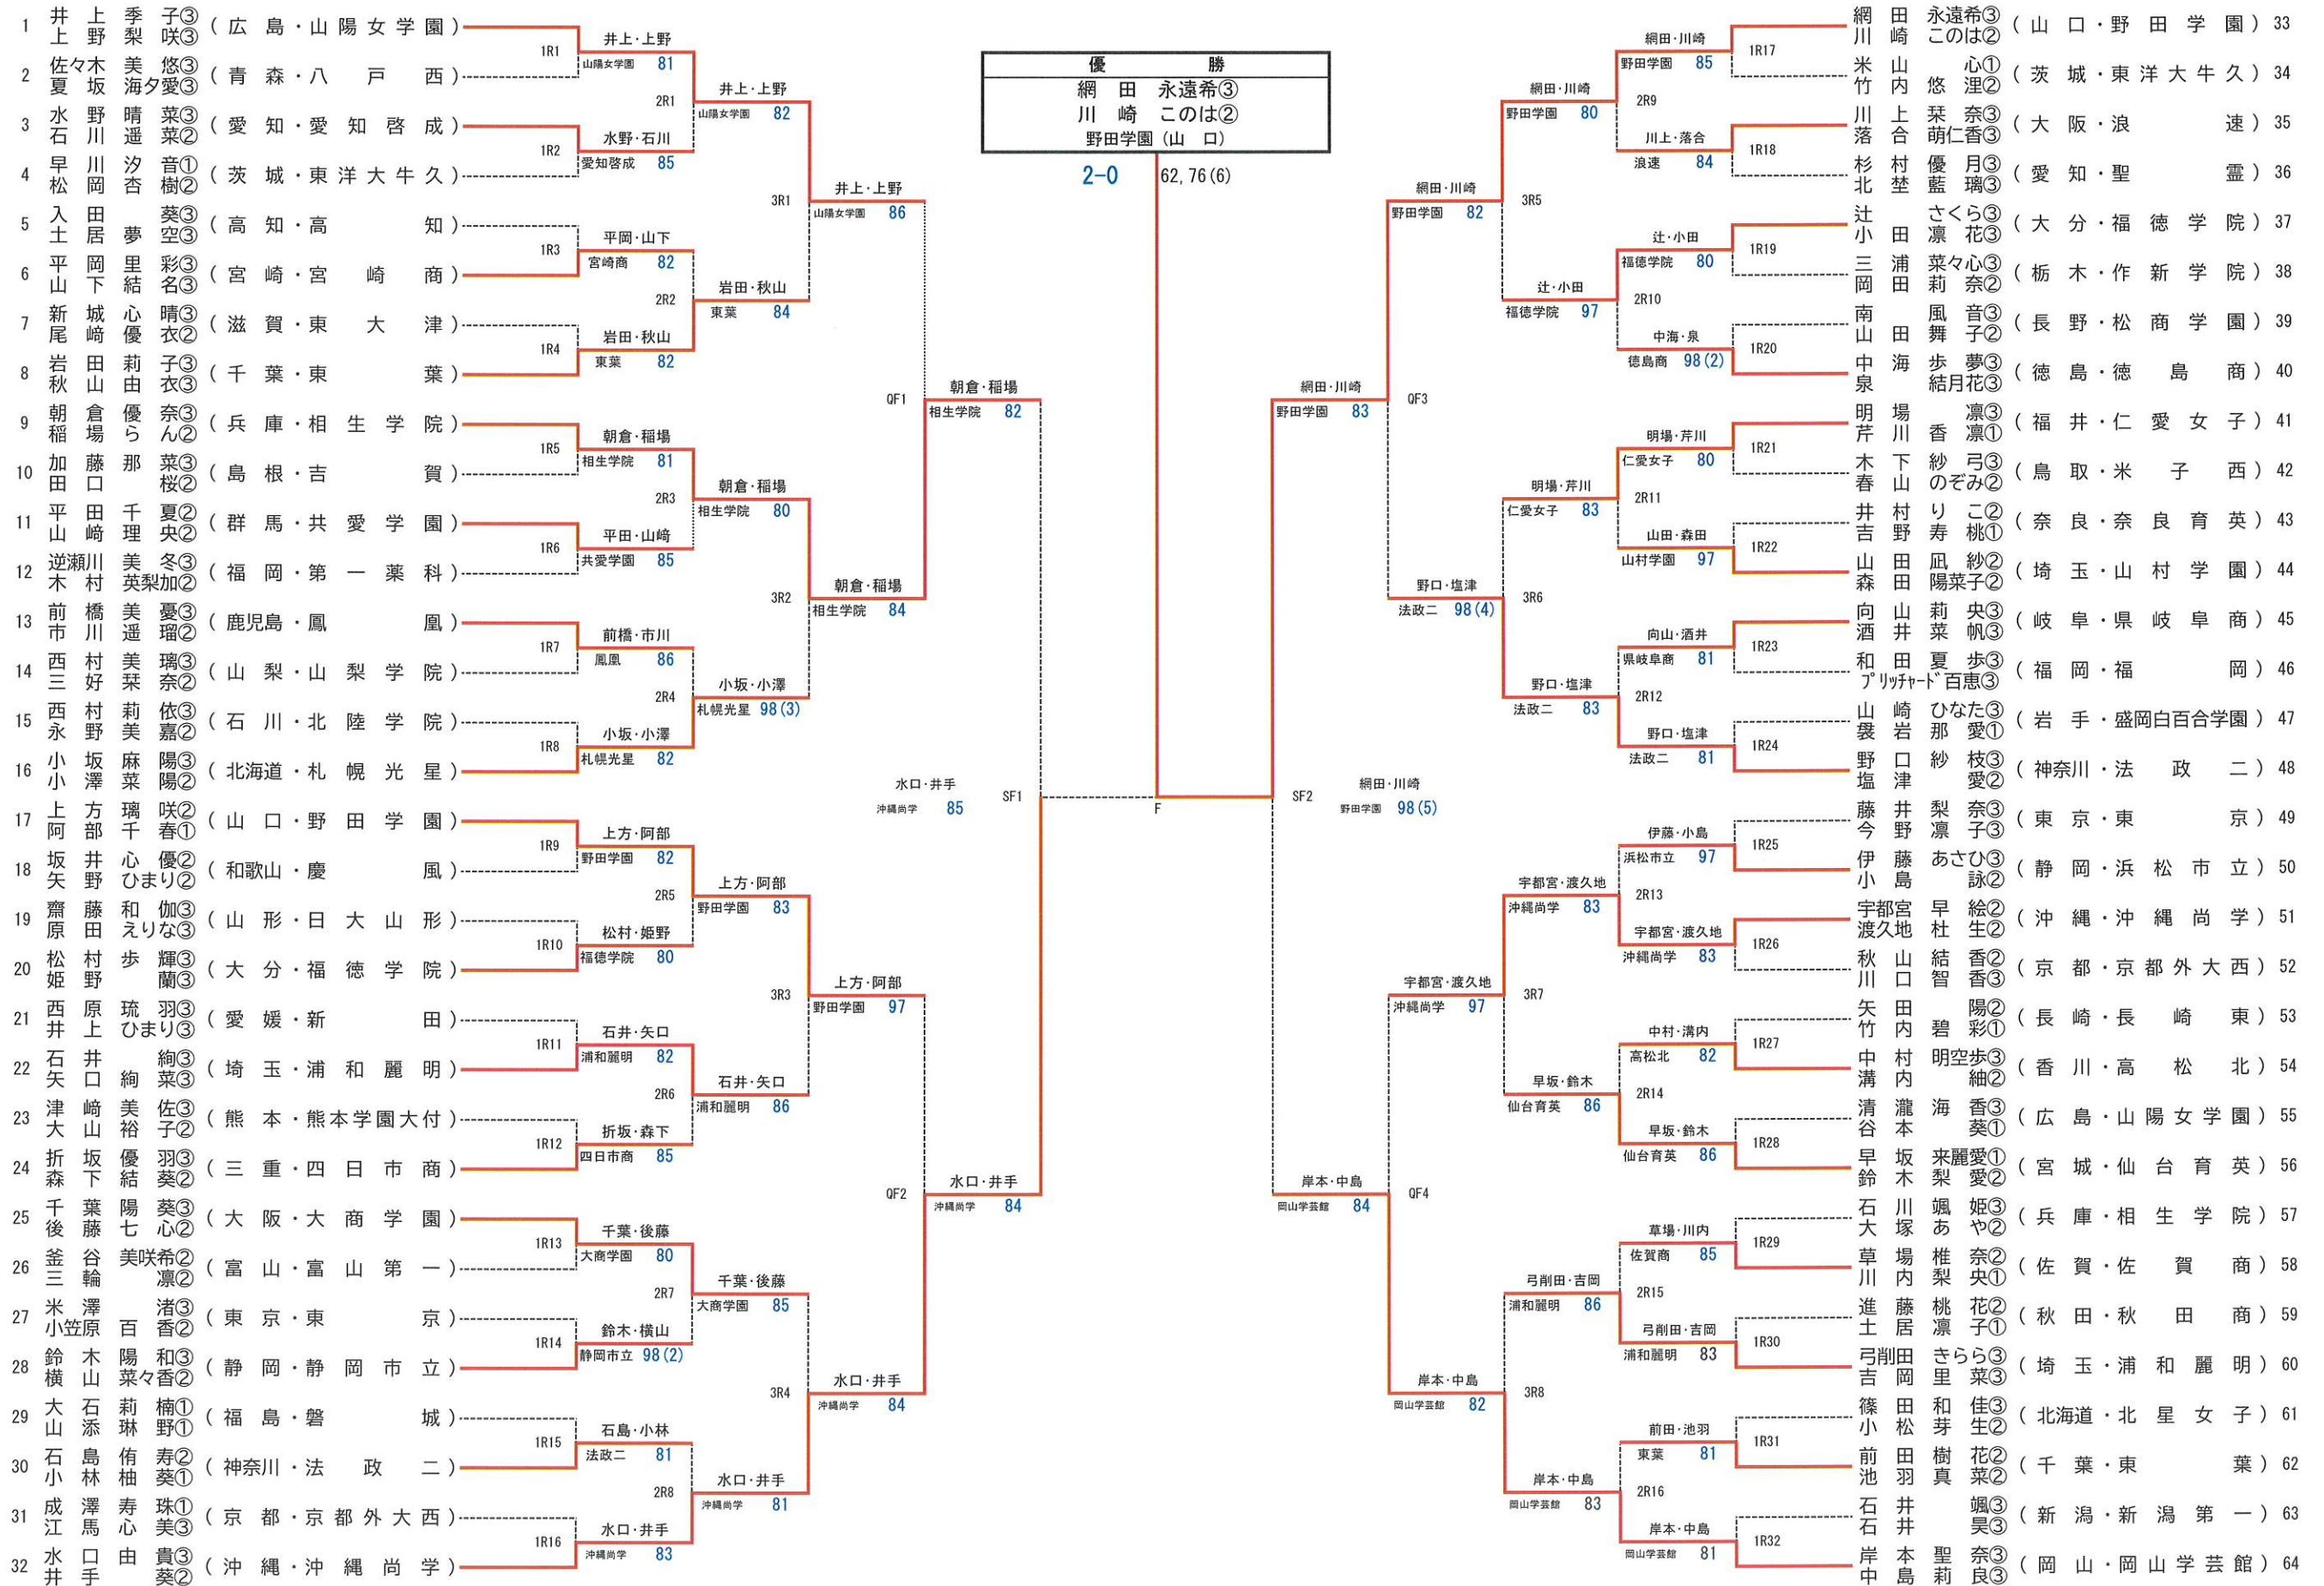 優 勝
網 田 永遠希③
川 崎 このは②
野田学園 (山 口)
2-0 62, 76(6)
1 井 上 季 子③ 上 野 梨 咲③ ( 広 島・山 陽 女 学 園 )
2 佐々木 美 悠③ 夏 坂 海夕愛③ ( 青 森・八 戸 西 )
3 水 野 晴 菜③ 石 川 遥 菜② ( 愛 知・愛 知 啓 成 )
4 早 川 汐 音① 松 岡 杏 樹② ( 茨 城・東 洋 大 牛 久 )
5 入 田 葵③ 土 居 夢 空③ ( 高 知・高 知 )
6 平 岡 里 彩③ 山 下 結 名③ ( 宮 崎・宮 崎 商 )
7 新 城 心 晴③ 尾 﨑 優 衣② ( 滋 賀・東 大 津 )
8 岩 田 莉 子③ 秋 山 由 衣③ ( 千 葉・東 葉 )
9 朝 倉 優 奈③ 稲 場 ら ん② ( 兵 庫・相 生 学 院 )
10 加 藤 那 菜③ 田 口 桜② ( 島 根・吉 賀 )
11 平 田 千 夏② 山 﨑 理 央② ( 群 馬・共 愛 学 園 )
12 逆瀬川 美 冬③ 木 村 英梨加② ( 福 岡・第 一 薬 科 )
13 前 橋 美 憂③ 市 川 遥 瑠② ( 鹿児島・鳳 凰 )
14 西 村 美 璃③ 三 好 栞 奈② ( 山 梨・山 梨 学 院 )
15 西 村 莉 依③ 永 野 美 嘉② ( 石 川・北 陸 学 院 )
16 小 坂 麻 陽③ 小 澤 菜 陽② ( 北海道・札 幌 光 星 )
17 上 方 璃 咲② 阿 部 千 春① ( 山 口・野 田 学 園 )
18 坂 井 心 優② 矢 野 ひまり② ( 和歌山・慶 風 )
19 齋 藤 和 伽③ 原 田 えりな③ ( 山 形・日 大 山 形 )
20 松 村 歩 輝③ 姫 野 蘭③ ( 大 分・福 徳 学 院 )
21 西 原 琉 羽③ 井 上 ひまり③ ( 愛 媛・新 田 )
22 石 井 絢③ 矢 口 絢 菜③ ( 埼 玉・浦 和 麗 明 )
23 津 﨑 美 佐③ 大 山 裕 子② ( 熊 本・熊本学園大付 )
24 折 坂 優 羽③ 森 下 結 葵② ( 三 重・四 日 市 商 )
25 千 葉 陽 葵③ 後 藤 七 心② ( 大 阪・大 商 学 園 )
26 釜 谷 美咲希② 三 輪 凛② ( 富 山・富 山 第 一 )
27 米 澤 渚③ 小笠原 百 香② ( 東 京・東 京 )
28 鈴 木 陽 和③ 横 山 菜々香② ( 静 岡・静 岡 市 立 )
29 大 石 莉 楠① 山 添 琳 野① ( 福 島・磐 城 )
30 石 島 侑 寿② 小 林 柚 葵① ( 神奈川・法 政 二 )
31 成 澤 寿 珠① 江 馬 心 美③ ( 京 都・京 都 外 大 西 )
32 水 口 由 貴③ 井 手 葵② ( 沖 縄・沖 縄 尚 学 )
1R1 井上・上野 山陽女学園 81
1R2 水野・石川 愛知啓成 85
1R3 平岡・山下 宮崎商 82
1R4 岩田・秋山 東葉 82
1R5 朝倉・稲場 相生学院 81
1R6 平田・山﨑 共愛学園 85
1R7 前橋・市川 鳳凰 86
1R8 小坂・小澤 札幌光星 82
1R9 上方・阿部 野田学園 82
1R10 松村・姫野 福徳学院 80
1R11 石井・矢口 浦和麗明 82
1R12 折坂・森下 四日市商 85
1R13 千葉・後藤 大商学園 80
1R14 鈴木・横山 静岡市立 98(2)
1R15 石島・小林 法政二 81
1R16 水口・井手 沖縄尚学 83
2R1 井上・上野 山陽女学園 82
2R2 岩田・秋山 東葉 84
2R3 朝倉・稲場 相生学院 80
2R4 小坂・小澤 札幌光星 98(3)
2R5 上方・阿部 野田学園 83
2R6 石井・矢口 浦和麗明 86
2R7 千葉・後藤 大商学園 85
2R8 水口・井手 沖縄尚学 81
3R1 井上・上野 山陽女学園 86
3R2 朝倉・稲場 相生学院 84
3R3 上方・阿部 野田学園 97
3R4 水口・井手 沖縄尚学 84
QF1 朝倉・稲場 相生学院 82
QF2 水口・井手 沖縄尚学 84
水口・井手 沖縄尚学 85 SF1
F
SF2 網田・川崎 野田学園 98(5)
網田・川崎 野田学園 83 QF3
岸本・中島 岡山学芸館 84 QF4
網田・川崎 野田学園 82 3R5
野口・塩津 法政二 98(4) 3R6
宇都宮・渡久地 沖縄尚学 97 3R7
岸本・中島 岡山学芸館 82 3R8
網田・川崎 野田学園 80 2R9
辻・小田 福徳学院 97 2R10
明場・芹川 仁愛女子 83 2R11
野口・塩津 法政二 83 2R12
宇都宮・渡久地 沖縄尚学 83 2R13
早坂・鈴木 仙台育英 86 2R14
弓削田・吉岡 浦和麗明 86 2R15
岸本・中島 岡山学芸館 83 2R16
網田・川崎 野田学園 85 1R17
川上・落合 浪速 84 1R18
辻・小田 福徳学院 80 1R19
中海・泉 徳島商 98(2) 1R20
明場・芹川 仁愛女子 80 1R21
山田・森田 山村学園 97 1R22
向山・酒井 県岐阜商 81 1R23
野口・塩津 法政二 81 1R24
伊藤・小島 浜松市立 97 1R25
宇都宮・渡久地 沖縄尚学 83 1R26
中村・溝内 高松北 82 1R27
早坂・鈴木 仙台育英 86 1R28
草場・川内 佐賀商 85 1R29
弓削田・吉岡 浦和麗明 83 1R30
前田・池羽 東葉 81 1R31
岸本・中島 岡山学芸館 81 1R32
網 田 永遠希③ 川 崎 このは② ( 山 口・野 田 学 園 ) 33
米 山 心① 竹 内 悠 浬② ( 茨 城・東 洋 大 牛 久 ) 34
川 上 栞 奈③ 落 合 萌仁香③ ( 大 阪・浪 速 ) 35
杉 村 優 月③ 北 埜 藍 璃③ ( 愛 知・聖 霊 ) 36
辻 さくら③ 小 田 凛 花③ ( 大 分・福 徳 学 院 ) 37
三 浦 菜々心③ 岡 田 莉 奈② ( 栃 木・作 新 学 院 ) 38
南 風 音③ 山 田 舞 子② ( 長 野・松 商 学 園 ) 39
中 海 歩 夢③ 泉 結月花③ ( 徳 島・徳 島 商 ) 40
明 場 凛③ 芹 川 香 凛① ( 福 井・仁 愛 女 子 ) 41
木 下 紗 弓③ 春 山 のぞみ② ( 鳥 取・米 子 西 ) 42
井 村 り こ② 吉 野 寿 桃① ( 奈 良・奈 良 育 英 ) 43
山 田 凪 紗② 森 田 陽菜子② ( 埼 玉・山 村 学 園 ) 44
向 山 莉 央③ 酒 井 菜 帆③ ( 岐 阜・県 岐 阜 商 ) 45
和 田 夏 歩③ プリッチャード 百恵③ ( 福 岡・福 岡 ) 46
山 崎 ひなた③ 岩 那 愛① ( 岩 手・盛岡白百合学園 ) 47
野 口 紗 枝③ 塩 津 愛② ( 神奈川・法 政 二 ) 48
藤 井 梨 奈③ 今 野 凛 子③ ( 東 京・東 京 ) 49
伊 藤 あさひ③ 小 島 詠② ( 静 岡・浜 松 市 立 ) 50
宇都宮 早 絵② 渡久地 杜 生② ( 沖 縄・沖 縄 尚 学 ) 51
秋 山 結 香② 川 口 智 香③ ( 京 都・京 都 外 大 西 ) 52
矢 田 陽② 竹 内 碧 彩① ( 長 崎・長 崎 東 ) 53
中 村 明空歩③ 溝 内 紬② ( 香 川・高 松 北 ) 54
清 瀧 海 香③ 谷 本 葵① ( 広 島・山 陽 女 学 園 ) 55
早 坂 来麗愛① 鈴 木 梨 愛② ( 宮 城・仙 台 育 英 ) 56
石 川 颯 姫③ 大 塚 あ や② ( 兵 庫・相 生 学 院 ) 57
草 場 椎 奈② 川 内 梨 央① ( 佐 賀・佐 賀 商 ) 58
進 藤 桃 花② 土 居 凛 子① ( 秋 田・秋 田 商 ) 59
弓削田 きらら③ 吉 岡 里 菜③ ( 埼 玉・浦 和 麗 明 ) 60
篠 田 和 佳③ 小 松 芽 生② ( 北海道・北 星 女 子 ) 61
前 田 樹 花② 池 羽 真 菜② ( 千 葉・東 葉 ) 62
石 井 颯③ 石 井 昊③ ( 新 潟・新 潟 第 一 ) 63
岸 本 聖 奈③ 中 島 莉 良③ ( 岡 山・岡山学芸館 ) 64